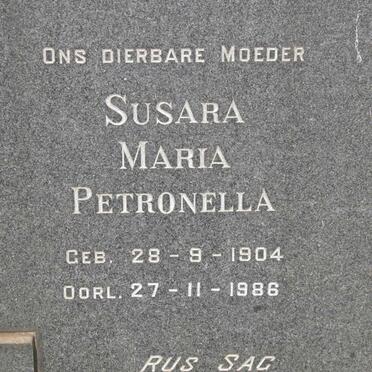 ONS DIERBARE MOEDER
SUSARA
MARIA
PETRONELLA
GEB. 28-9-1904
OORL. 27-11-1986
RUS SAG